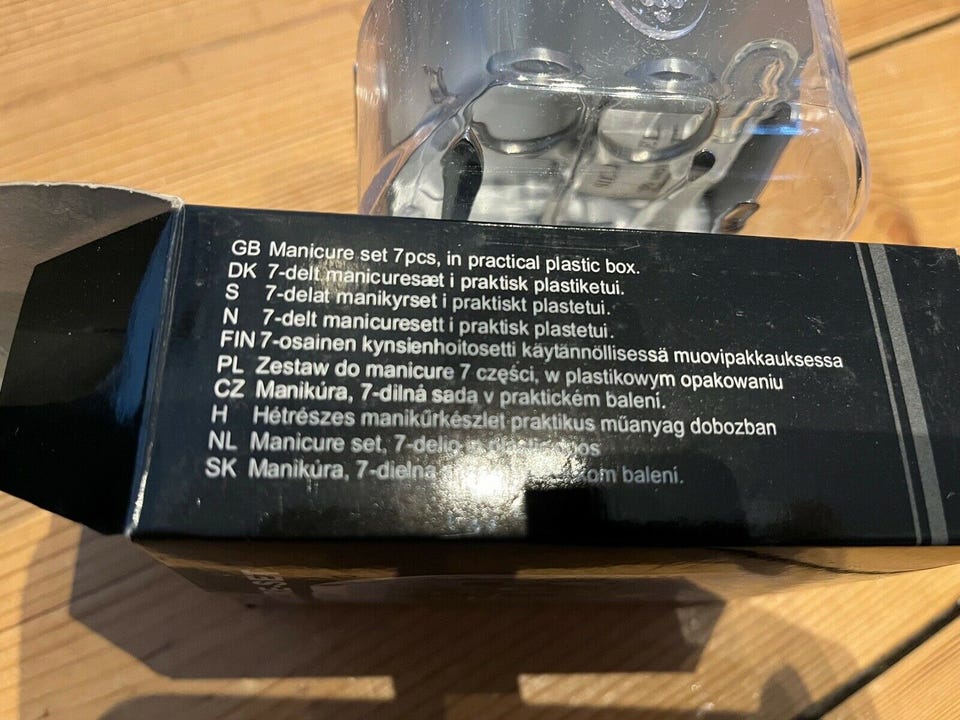 GB Manicure set 7pcs, in practical plastic box.
DK 7-delt manicuresæt i praktisk plastiketui.
S 7-delat manikyrset i praktiskt plastetui.
N 7-delt manicuresett i praktisk plastetui.
FIN 7-osainen kynsienhoitosetti käytännöllisessä muovipakkauksessa
PL Zestaw do manicure 7 części, w plastikowym opakowaniu
CZ Manikúra, 7-dilná sada v praktickém balení.
H Hétrészes manikűrkészlet praktikus műanyag dobozban
NL Manicure set, 7-delig
SK Manikúra, 7-dielna balení.